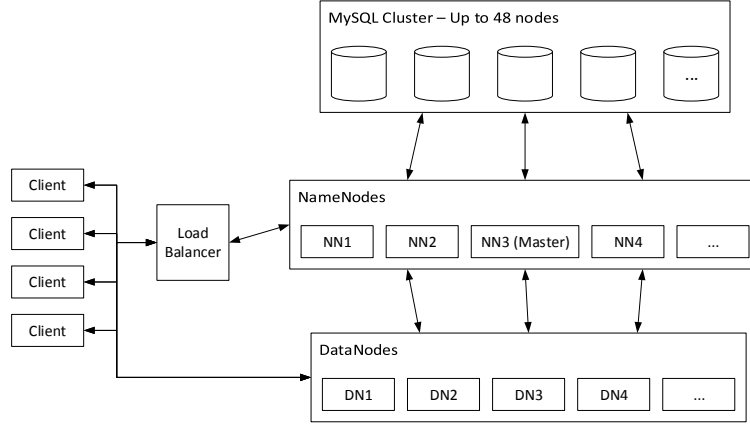 MySQL Cluster – Up to 48 nodes
...
Client
Client
Client
Client
Load
Balancer
NameNodes
NN1 NN2 NN3 (Master) NN4 ...
DataNodes
DN1 DN2 DN3 DN4 ...